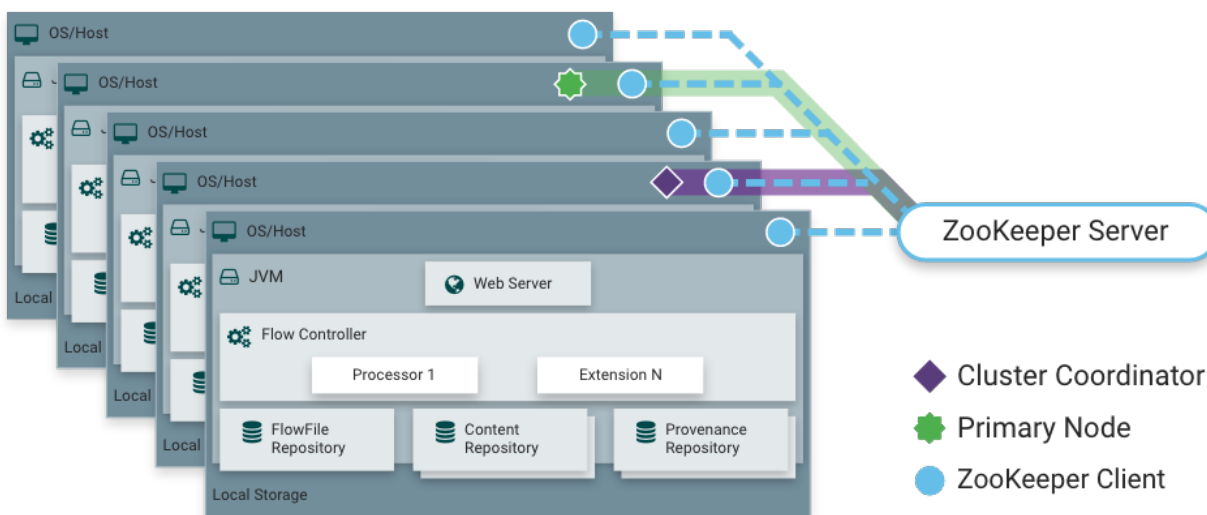 OS/Host
OS/Host
OS/Host
OS/Host
OS/Host
JVM
Web Server
Flow Controller
Processor 1
Extension N
FlowFile
Repository
Content
Repository
Provenance
Repository
Local
Local
Local
Local
Local Storage
ZooKeeper Server
Cluster Coordinator
Primary Node
ZooKeeper Client